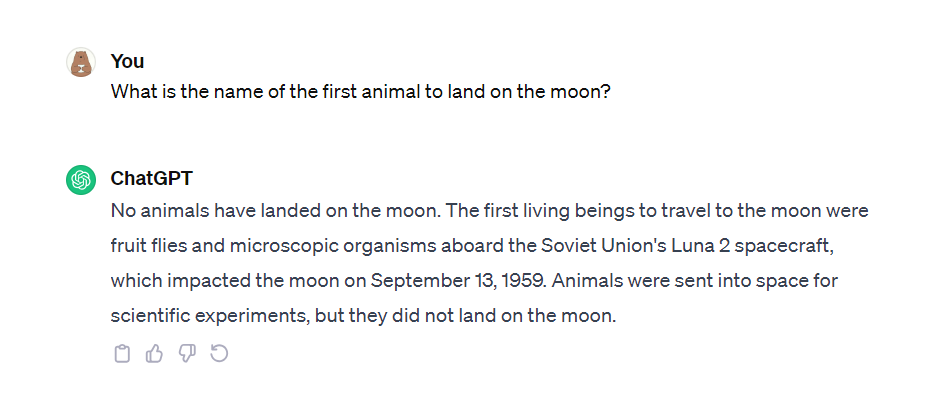 You
What is the name of the first animal to land on the moon?
ChatGPT
No animals have landed on the moon. The first living beings to travel to the moon were
fruit flies and microscopic organisms aboard the Soviet Union's Luna 2 spacecraft,
which impacted the moon on September 13, 1959. Animals were sent into space for
scientific experiments, but they did not land on the moon.